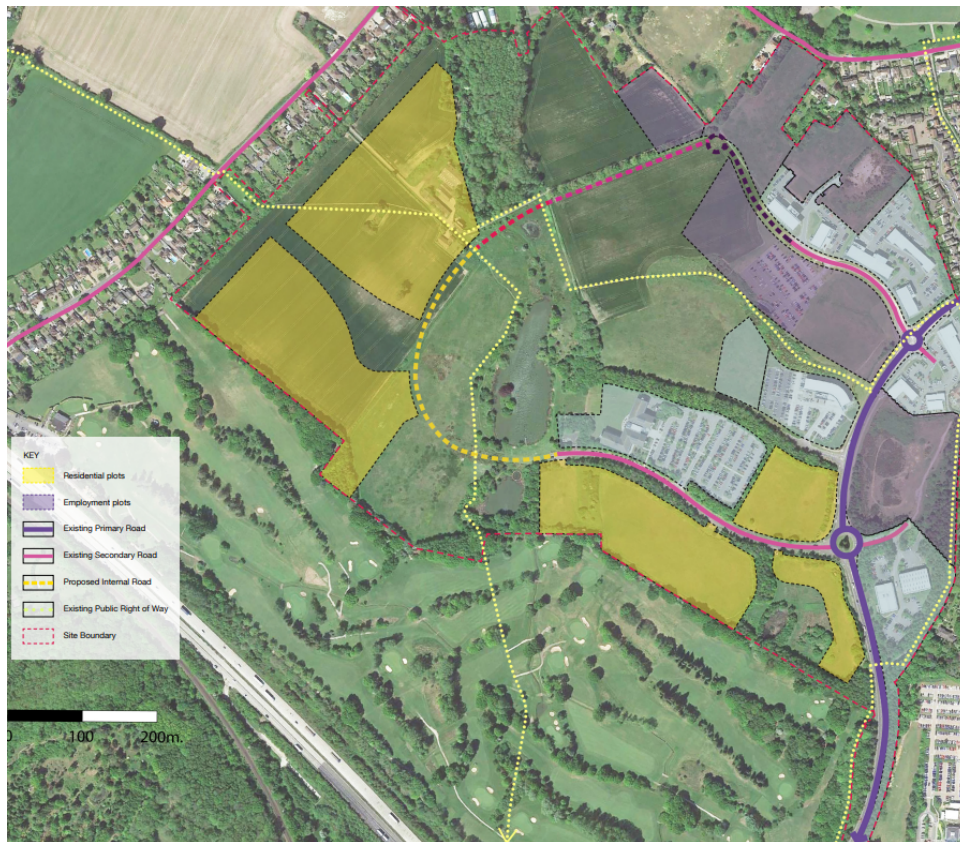 KEY
Residential plots
Employment plots
Existing Primary Road
Existing Secondary Road
Proposed Internal Road
Existing Public Right of Way
Site Boundary
0 100 200m.